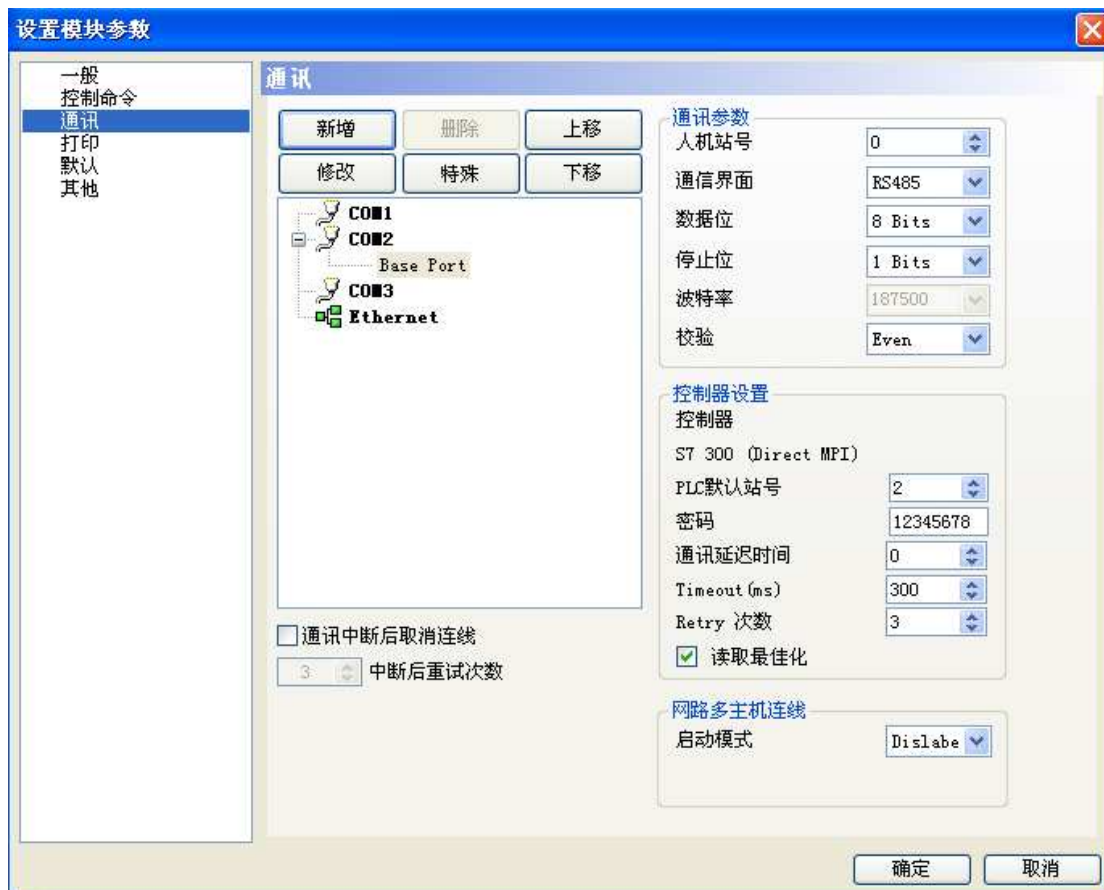 设置模块参数
一般
控制命令
通讯
打印
默认
其他
通讯
新增
删除
上移
修改
特殊
下移
COM1
COM2
Base Port
COM3
Ethernet
通讯中断后取消连线
3 中断后重试次数
通讯参数
人机站号 0
通信界面 RS485
数据位 8 Bits
停止位 1 Bits
波特率 187500
校验 Even
控制器设置
控制器
S7 300 (Direct MPI)
PLC默认站号 2
密码 12345678
通讯延迟时间 0
Timeout(ms) 300
Retry 次数 3
读取最佳化
网路多主机连线
启动模式 Dislabe
确定
取消